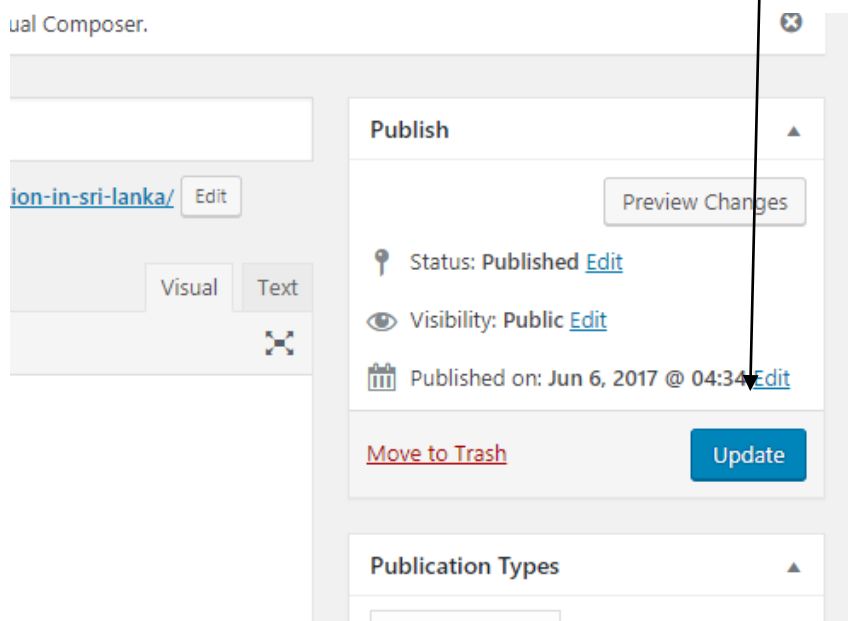 ual Composer.
Publish
Preview Changes
ion-in-sri-lanka/ Edit
Visual Text
Status: Published Edit
Visibility: Public Edit
Published on: Jun 6, 2017 @ 04:34 Edit
Move to Trash
Update
Publication Types